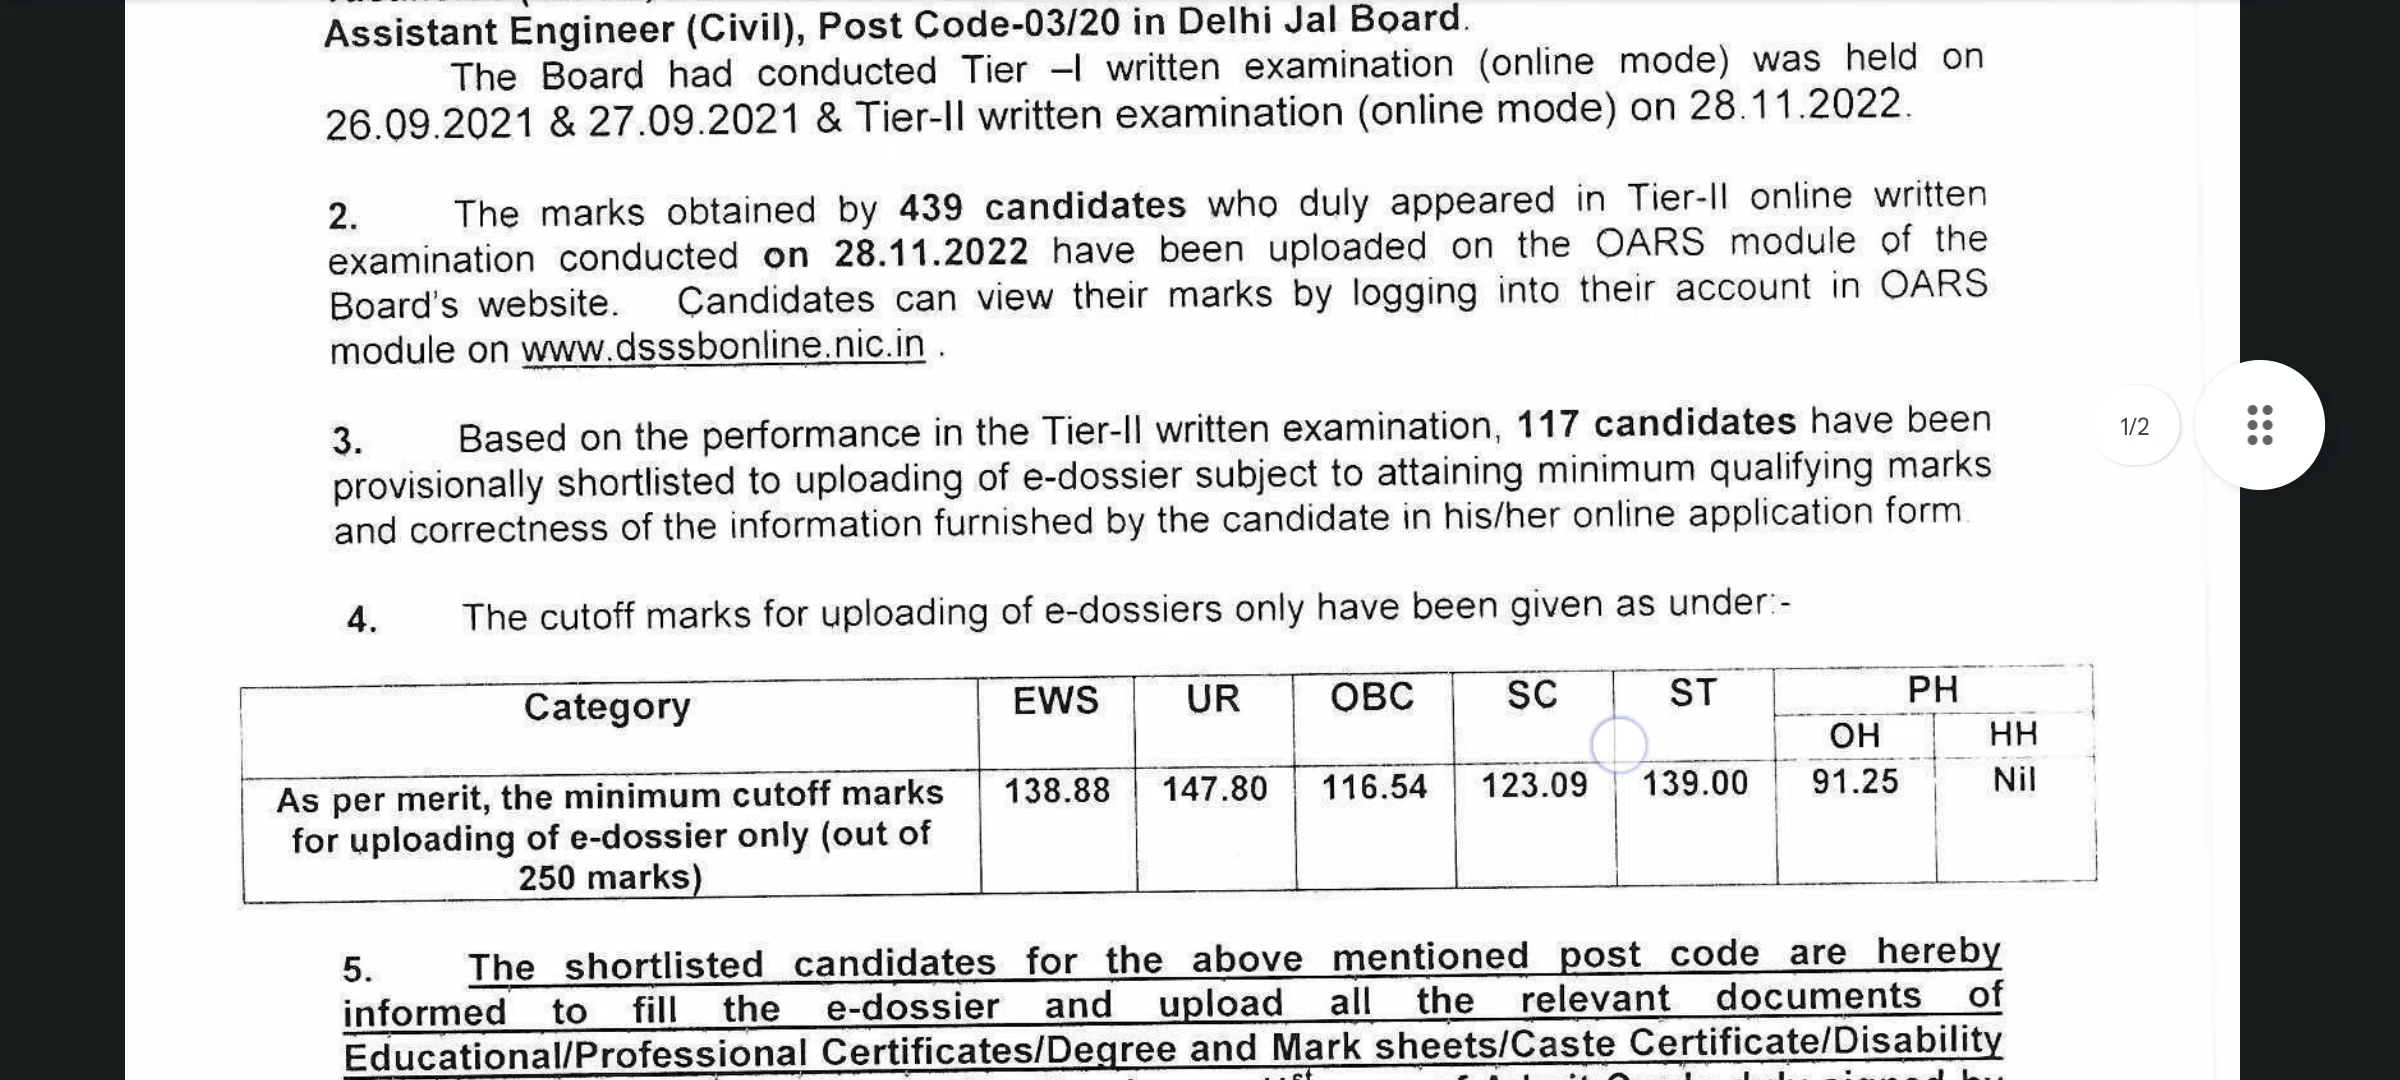 Assistant Engineer (Civil), Post Code-03/20 in Delhi Jal Board.
The Board had conducted Tier –I written examination (online mode) was held on
26.09.2021 & 27.09.2021 & Tier-II written examination (online mode) on 28.11.2022.
2. The marks obtained by 439 candidates who duly appeared in Tier-II online written
examination conducted on 28.11.2022 have been uploaded on the OARS module of the
Board's website. Candidates can view their marks by logging into their account in OARS
module on www.dsssbonline.nic.in .
3. Based on the performance in the Tier-II written examination, 117 candidates have been
provisionally shortlisted to uploading of e-dossier subject to attaining minimum qualifying marks
and correctness of the information furnished by the candidate in his/her online application form.
1/2
4. The cutoff marks for uploading of e-dossiers only have been given as under:-
Category EWS UR OBC SC ST PH
OH HH
As per merit, the minimum cutoff marks 138.88 147.80 116.54 123.09 139.00 91.25 Nil
for uploading of e-dossier only (out of
250 marks)
5. The shortlisted candidates for the above mentioned post code are hereby
informed to fill the e-dossier and upload all the relevant documents of
Educational/Professional Certificates/Degree and Mark sheets/Caste Certificate/Disability